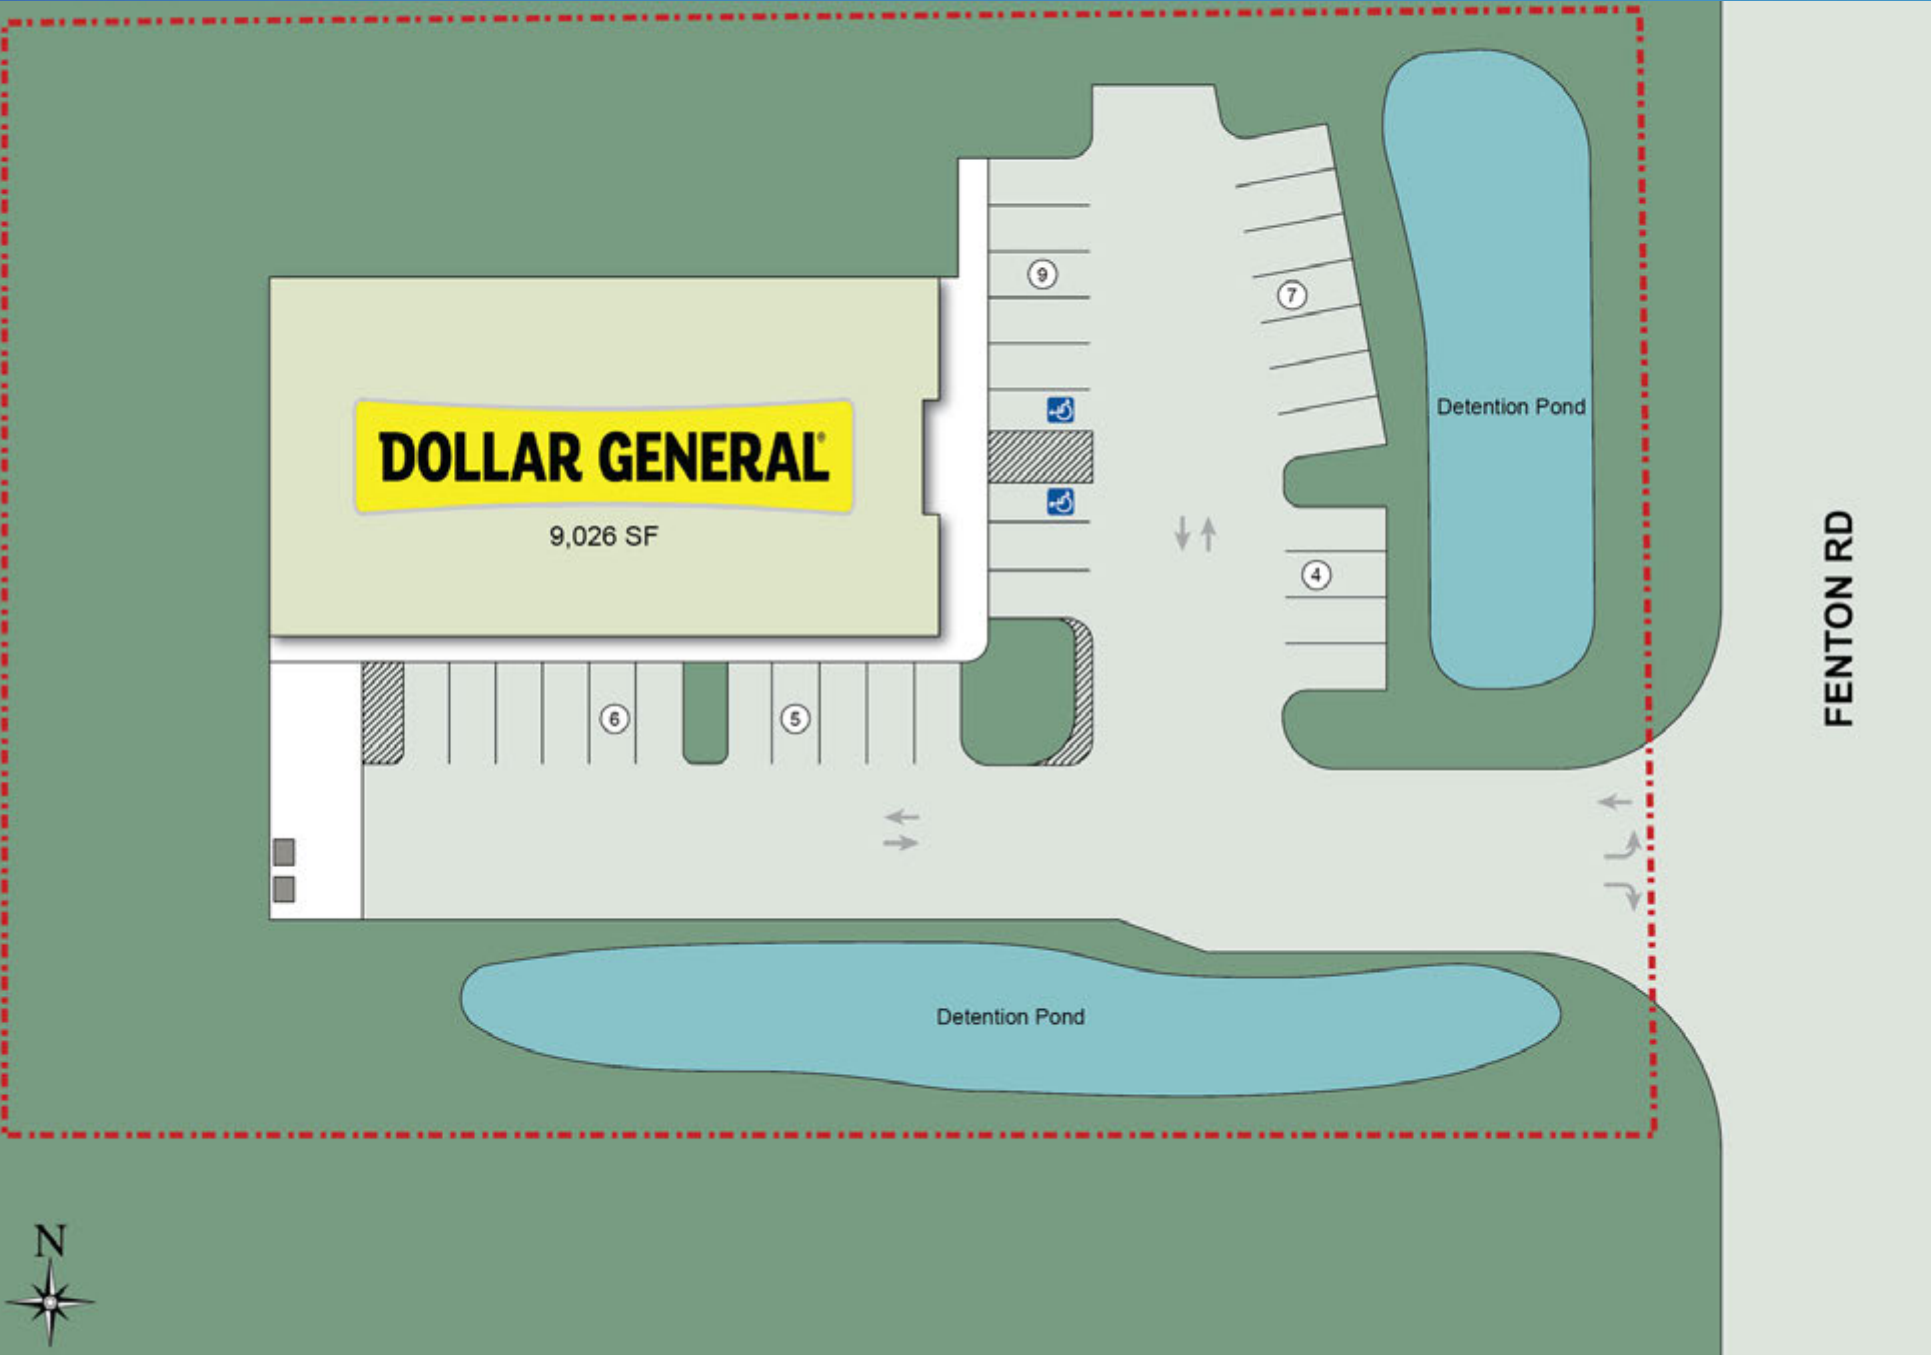 9
7
Detention Pond
DOLLAR GENERAL®
9,026 SF
4
FENTON RD
6
5
Detention Pond
N